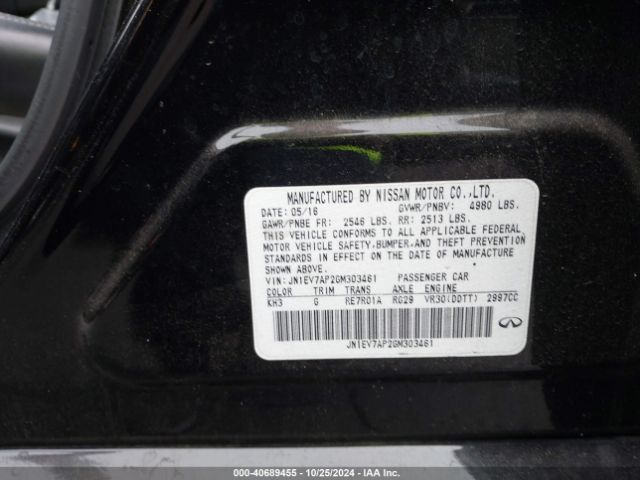 MANUFACTURED BY NISSAN MOTOR CO.,LTD.
DATE: 05/16 GVWR/PNBV: 4980 LBS.
GAWR/PNBE FR: 2546 LBS. RR: 2513 LBS.
THIS VEHICLE CONFORMS TO ALL APPLICABLE FEDERAL
MOTOR VEHICLE SAFETY,BUMPER,AND THEFT PREVENTION
STANDARDS IN EFFECT ON THE DATE OF MANUFACTURE
SHOWN ABOVE.
VIN: JN1EV7AP2GM303461 PASSENGER CAR
COLOR TRIM TRANS AXLE ENGINE
KH3 G RE7R01A RG29 VR30(DDTT) 2997CC
JN1EV7AP2GM303461
000-40689455 - 10/25/2024 - IAA Inc.